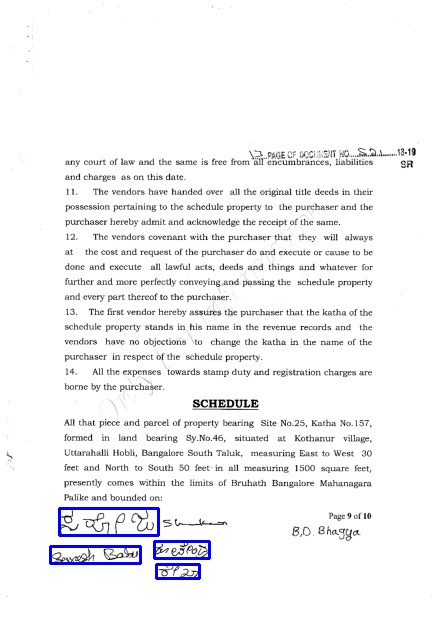 13 PAGE OF DOCUMENT NO. 521 18-19
SR
any court of law and the same is free from all encumbrances, liabilities
and charges as on this date.
11. The vendors have handed over all the original title deeds in their
possession pertaining to the schedule property to the purchaser and the
purchaser hereby admit and acknowledge the receipt of the same.
12. The vendors covenant with the purchaser that they will always
at the cost and request of the purchaser do and execute or cause to be
done and execute all lawful acts, deeds and things and whatever for
further and more perfectly conveying and passing the schedule property
and every part thereof to the purchaser.
13. The first vendor hereby assures the purchaser that the katha of the
schedule property stands in his name in the revenue records and the
vendors have no objections to change the katha in the name of the
purchaser in respect of the schedule property.
14. All the expenses towards stamp duty and registration charges are
borne by the purchaser.
SCHEDULE
All that piece and parcel of property bearing Site No.25, Katha No.157,
formed in land bearing Sy.No.46, situated at Kothanur village,
Uttarahalli Hobli, Bangalore South Taluk, measuring East to West 30
feet and North to South 50 feet in all measuring 1500 square feet,
presently comes within the limits of Bruhath Bangalore Mahanagara
Palike and bounded on:
Page 9 of 10
B.D. Bhagya
Babu